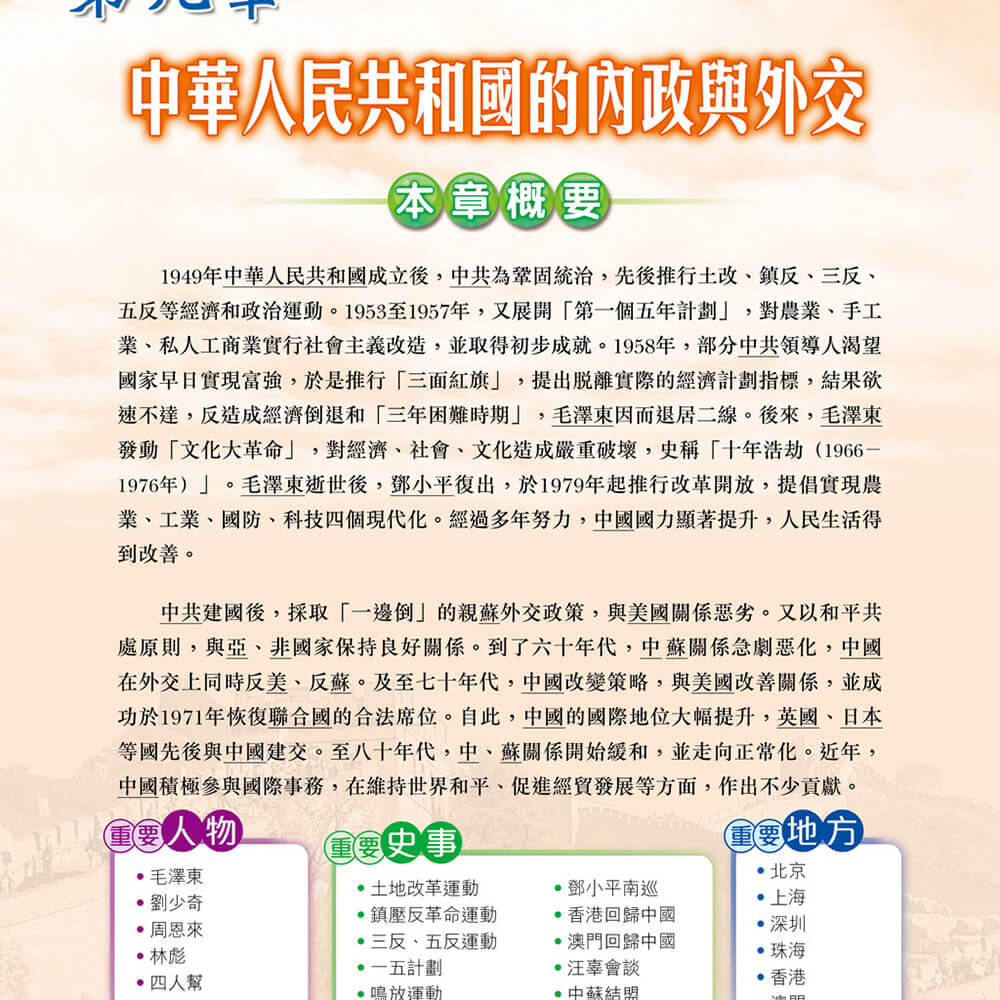 第九章
中華人民共和國的內政與外交
本章概要
1949年中華人民共和國成立後，中共為鞏固統治，先後推行土改、鎮反、三反、
五反等經濟和政治運動。1953至1957年，又展開「第一個五年計劃」，對農業、手工
業、私人工商業實行社會主義改造，並取得初步成就。1958年，部分中共領導人渴望
國家早日實現富強，於是推行「三面紅旗」，提出脫離實際的經濟計劃指標，結果欲
速不達，反造成經濟倒退和「三年困難時期」，毛澤東因而退居二線。後來，毛澤東
發動「文化大革命」，對經濟、社會、文化造成嚴重破壞，史稱「十年浩劫（1966－
1976年）」。毛澤東逝世後，鄧小平復出，於1979年起推行改革開放，提倡實現農
業、工業、國防、科技四個現代化。經過多年努力，中國國力顯著提升，人民生活得
到改善。
中共建國後，採取「一邊倒」的親蘇外交政策，與美國關係惡劣。又以和平共
處原則，與亞、非國家保持良好關係。到了六十年代，中蘇關係急劇惡化，中國
在外交上同時反美、反蘇。及至七十年代，中國改變策略，與美國改善關係，並成
功於1971年恢復聯合國的合法席位。自此，中國的國際地位大幅提升，英國、日本
等國先後與中國建交。至八十年代，中、蘇關係開始緩和，並走向正常化。近年，
中國積極參與國際事務，在維持世界和平、促進經貿發展等方面，作出不少貢獻。
重要人物
• 毛澤東
• 劉少奇
• 周恩來
• 林彪
• 四人幫
重要史事
• 土地改革運動
• 鎮壓反革命運動
• 三反、五反運動
• 一五計劃
• 鳴放運動
• 鄧小平南巡
• 香港回歸中國
• 澳門回歸中國
• 汪辜會談
• 中蘇結盟
重要地方
• 北京
• 上海
• 深圳
• 珠海
• 香港
• 澳門